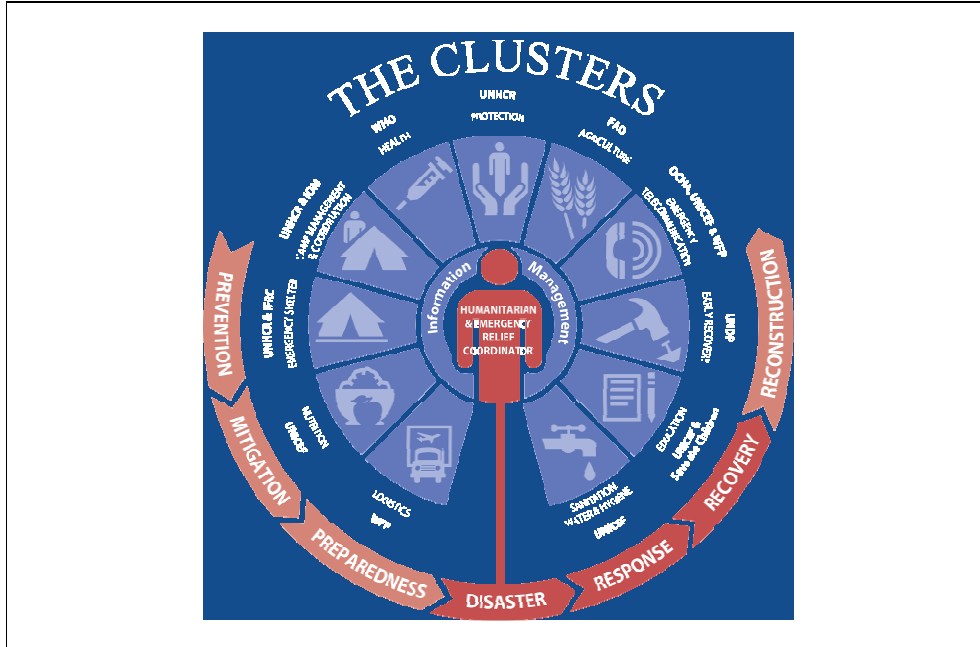 THE CLUSTERS
UNHCR
PROTECTION
WHO
HEALTH
FAO
AGRICULTURE
UNHCR & IOM
CAMP MANAGEMENT
& COORDINATION
OCHA, UNICEF & WFP
EMERGENCY
TELECOMMUNICATION
UNHCR & IFRC
EMERGENCY SHELTER
UNDP
EARLY RECOVERY
NUTRITION
UNICEF
EDUCATION
UNICEF &
Save the Children
LOGISTICS
WFP
SANITATION
WATER & HYGIENE
UNICEF
Information
Management
HUMANITARIAN
& EMERGENCY
RELIEF
COORDINATOR
PREVENTION
MITIGATION
PREPAREDNESS
DISASTER
RESPONSE
RECOVERY
RECONSTRUCTION